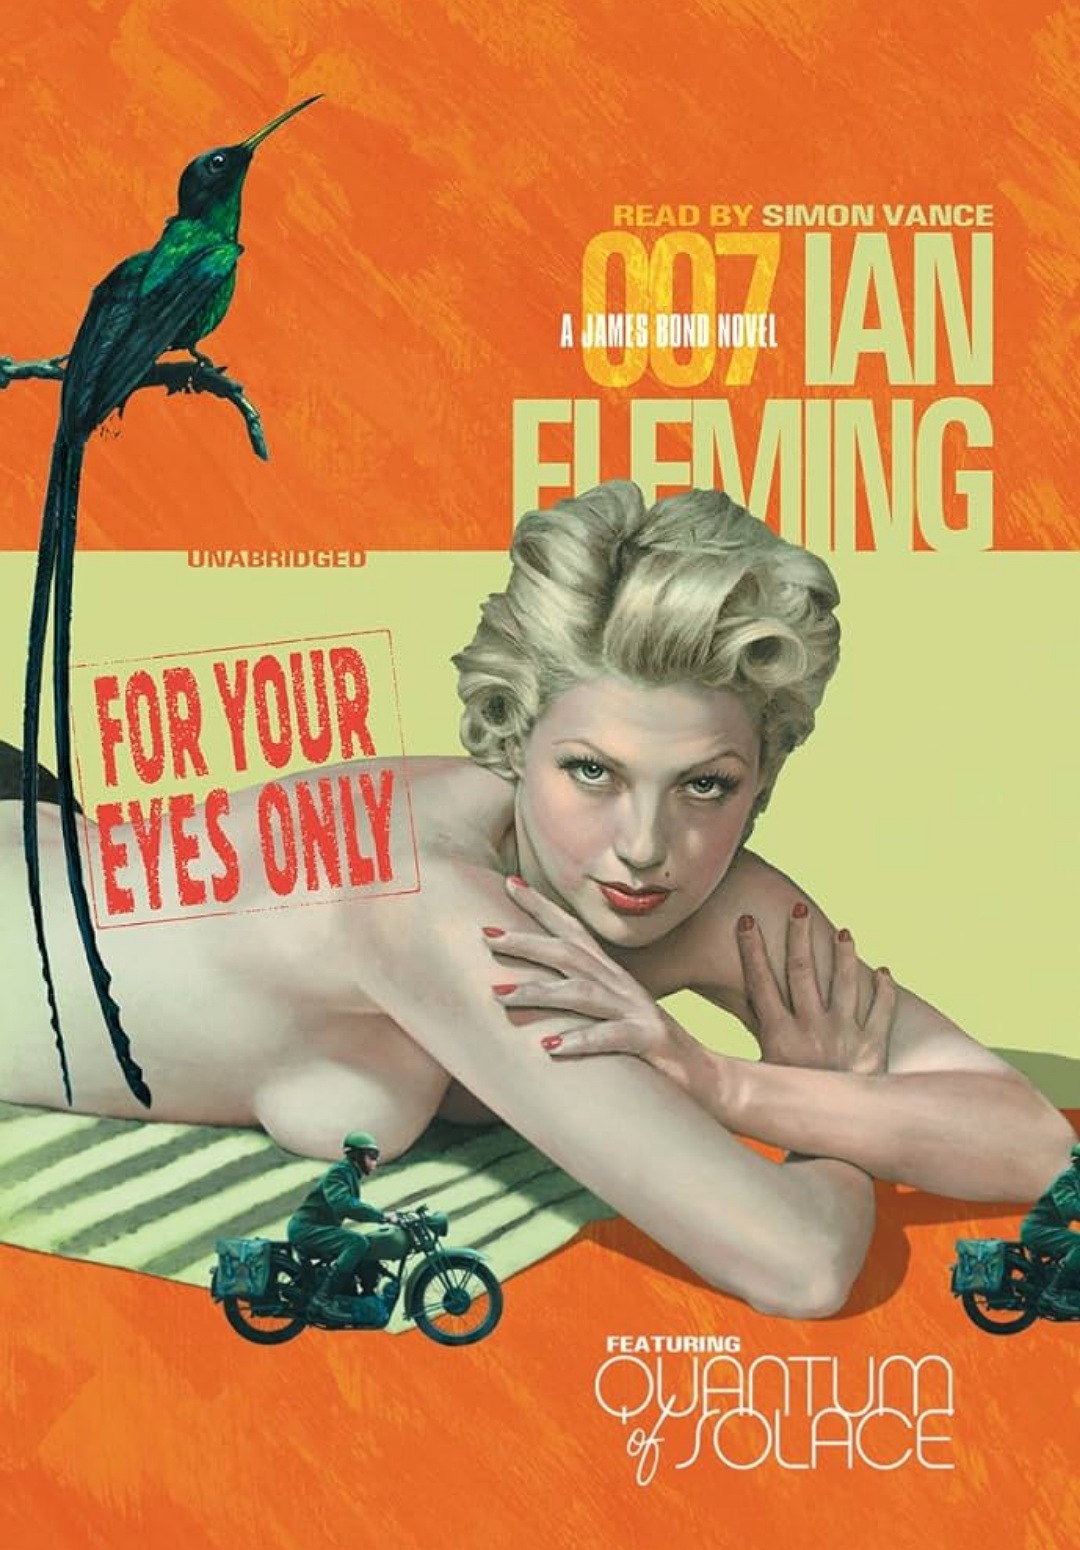 READ BY SIMON VANCE
007 IAN
A JAMES BOND NOVEL
FLEMING
UNABRIDGED
FOR YOUR
EYES ONLY
FEATURING
QUANTUM
of SOLACE